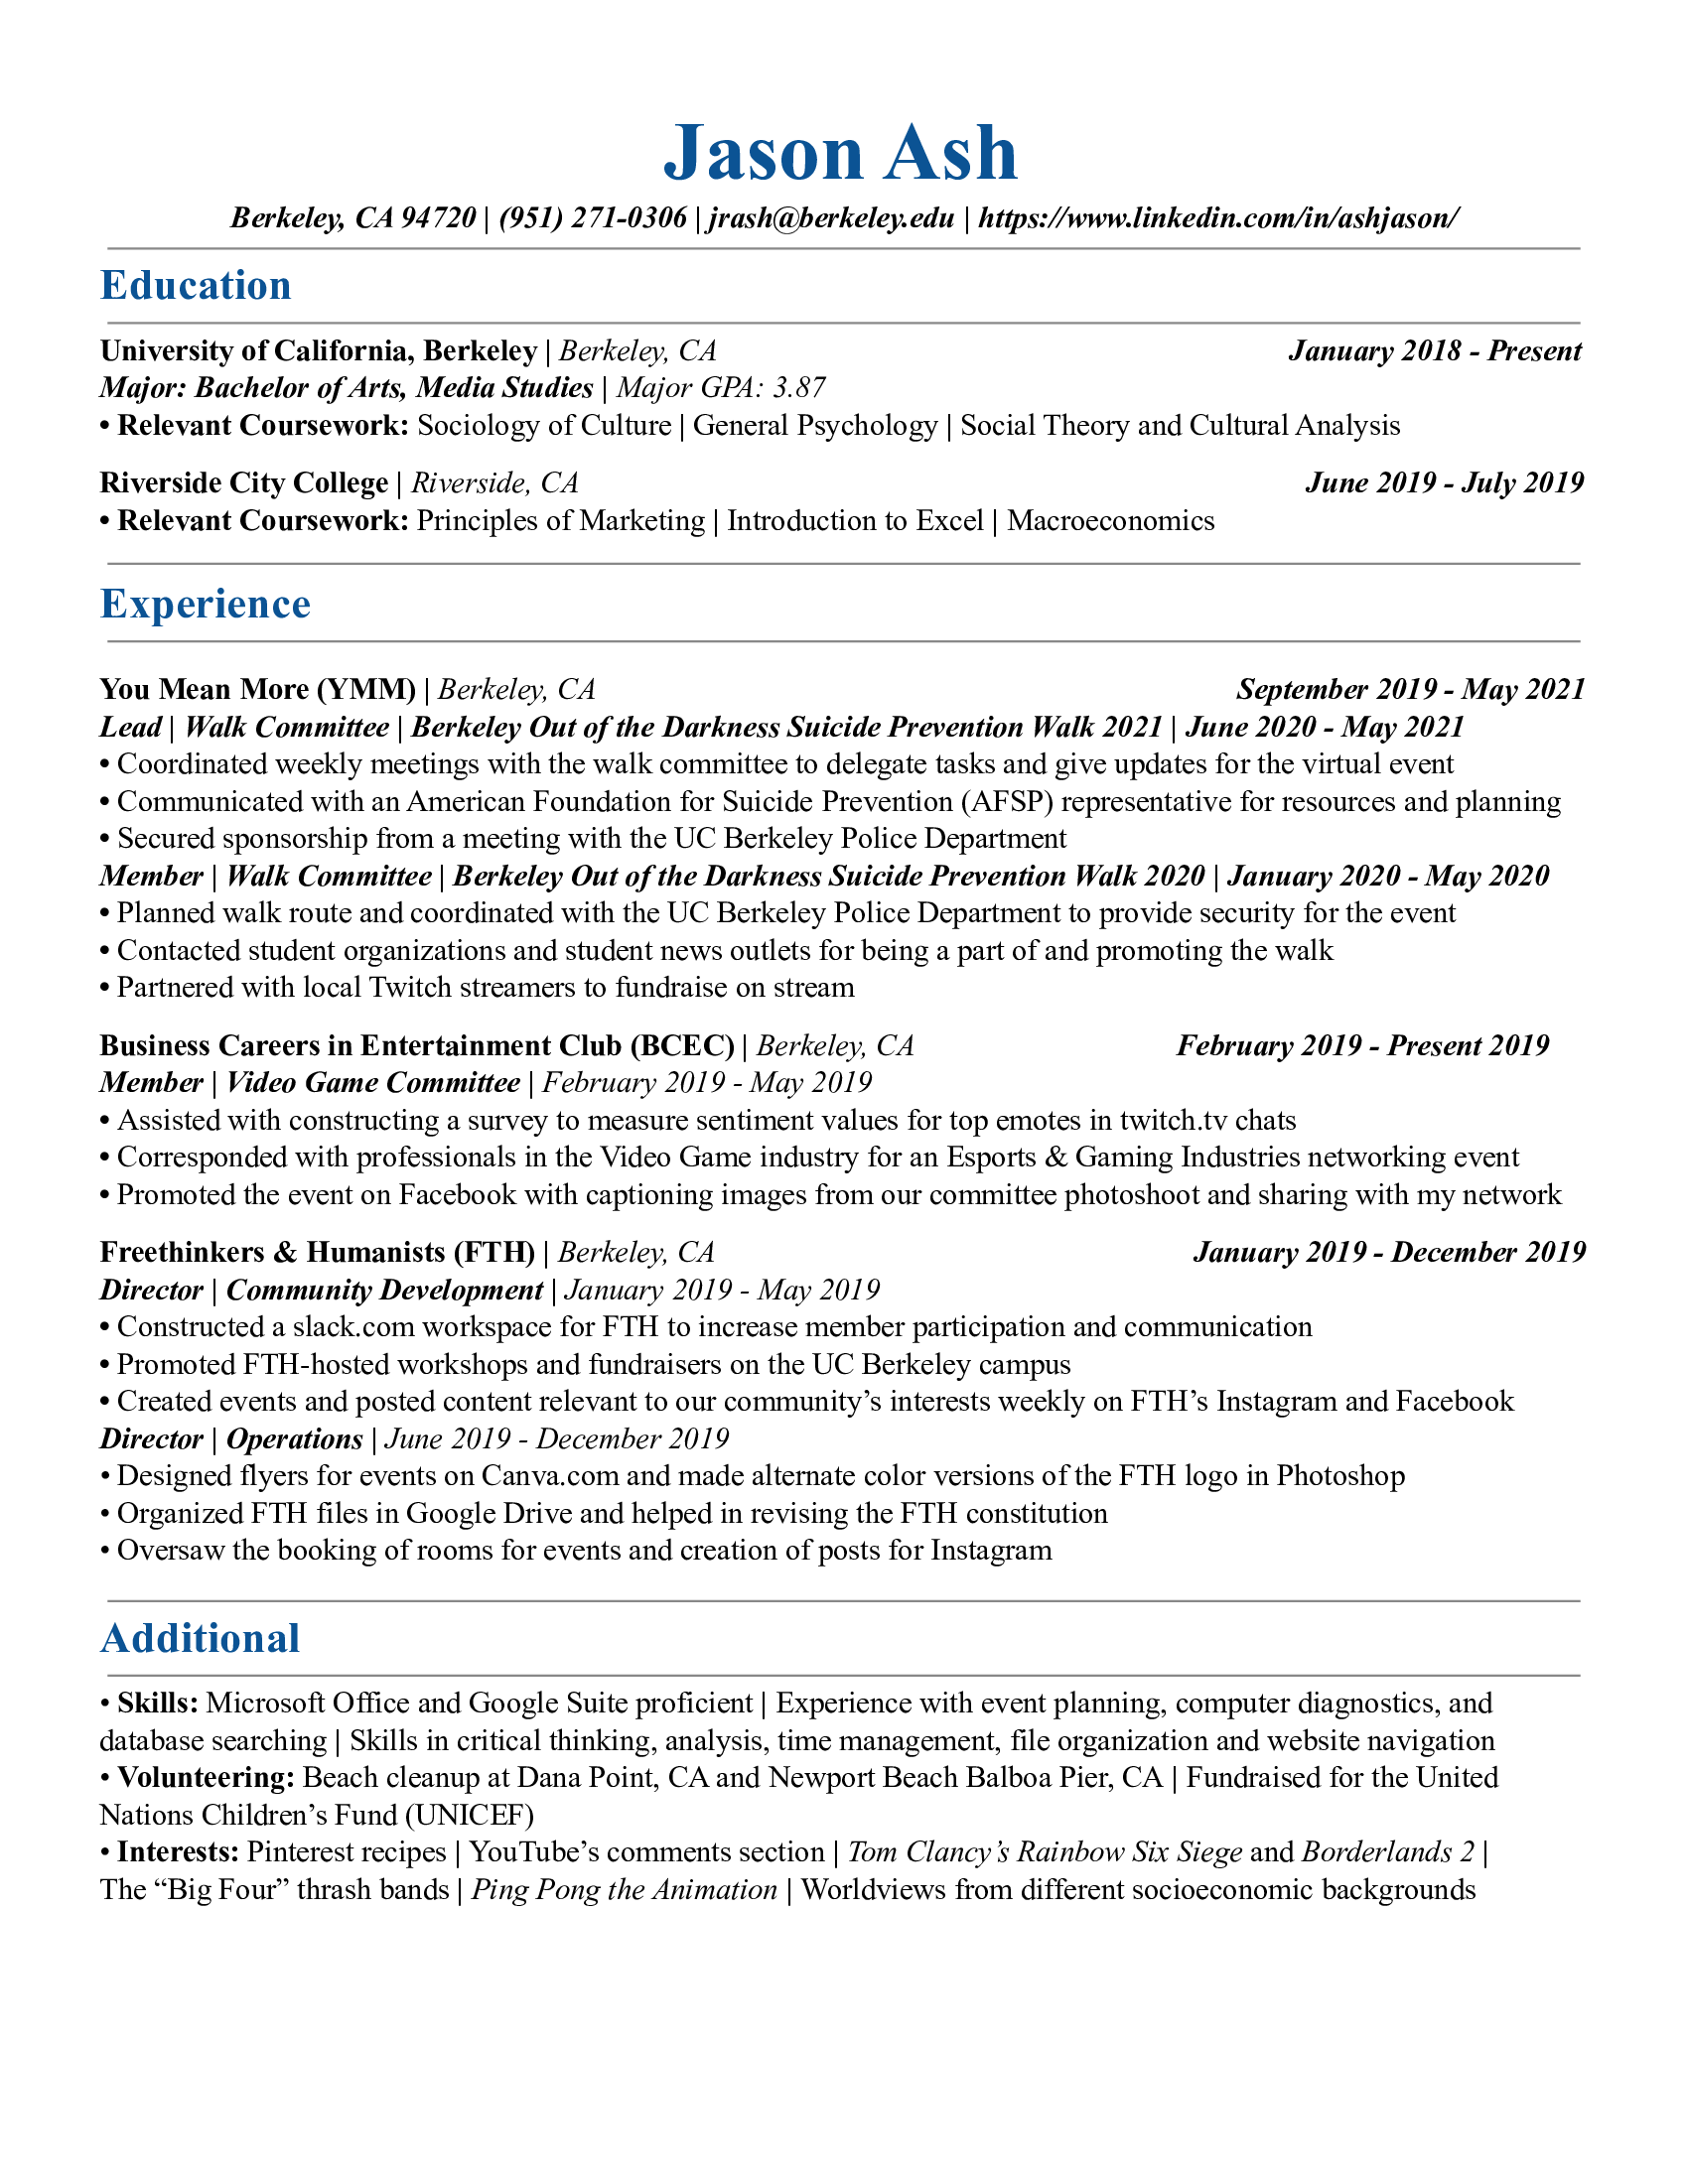 Jason Ash
Berkeley, CA 94720 | (951) 271-0306 | jrash@berkeley.edu | https://www.linkedin.com/in/ashjason/
Education
University of California, Berkeley | Berkeley, CA January 2018 - Present
Major: Bachelor of Arts, Media Studies | Major GPA: 3.87
• Relevant Coursework: Sociology of Culture | General Psychology | Social Theory and Cultural Analysis
Riverside City College | Riverside, CA June 2019 - July 2019
• Relevant Coursework: Principles of Marketing | Introduction to Excel | Macroeconomics
Experience
You Mean More (YMM) | Berkeley, CA September 2019 - May 2021
Lead | Walk Committee | Berkeley Out of the Darkness Suicide Prevention Walk 2021 | June 2020 - May 2021
• Coordinated weekly meetings with the walk committee to delegate tasks and give updates for the virtual event
• Communicated with an American Foundation for Suicide Prevention (AFSP) representative for resources and planning
• Secured sponsorship from a meeting with the UC Berkeley Police Department
Member | Walk Committee | Berkeley Out of the Darkness Suicide Prevention Walk 2020 | January 2020 - May 2020
• Planned walk route and coordinated with the UC Berkeley Police Department to provide security for the event
• Contacted student organizations and student news outlets for being a part of and promoting the walk
• Partnered with local Twitch streamers to fundraise on stream
Business Careers in Entertainment Club (BCEC) | Berkeley, CA February 2019 - Present 2019
Member | Video Game Committee | February 2019 - May 2019
• Assisted with constructing a survey to measure sentiment values for top emotes in twitch.tv chats
• Corresponded with professionals in the Video Game industry for an Esports & Gaming Industries networking event
• Promoted the event on Facebook with captioning images from our committee photoshoot and sharing with my network
Freethinkers & Humanists (FTH) | Berkeley, CA January 2019 - December 2019
Director | Community Development | January 2019 - May 2019
• Constructed a slack.com workspace for FTH to increase member participation and communication
• Promoted FTH-hosted workshops and fundraisers on the UC Berkeley campus
• Created events and posted content relevant to our community’s interests weekly on FTH’s Instagram and Facebook
Director | Operations | June 2019 - December 2019
• Designed flyers for events on Canva.com and made alternate color versions of the FTH logo in Photoshop
• Organized FTH files in Google Drive and helped in revising the FTH constitution
• Oversaw the booking of rooms for events and creation of posts for Instagram
Additional
• Skills: Microsoft Office and Google Suite proficient | Experience with event planning, computer diagnostics, and
database searching | Skills in critical thinking, analysis, time management, file organization and website navigation
• Volunteering: Beach cleanup at Dana Point, CA and Newport Beach Balboa Pier, CA | Fundraised for the United
Nations Children’s Fund (UNICEF)
• Interests: Pinterest recipes | YouTube’s comments section | Tom Clancy’s Rainbow Six Siege and Borderlands 2 |
The “Big Four” thrash bands | Ping Pong the Animation | Worldviews from different socioeconomic backgrounds